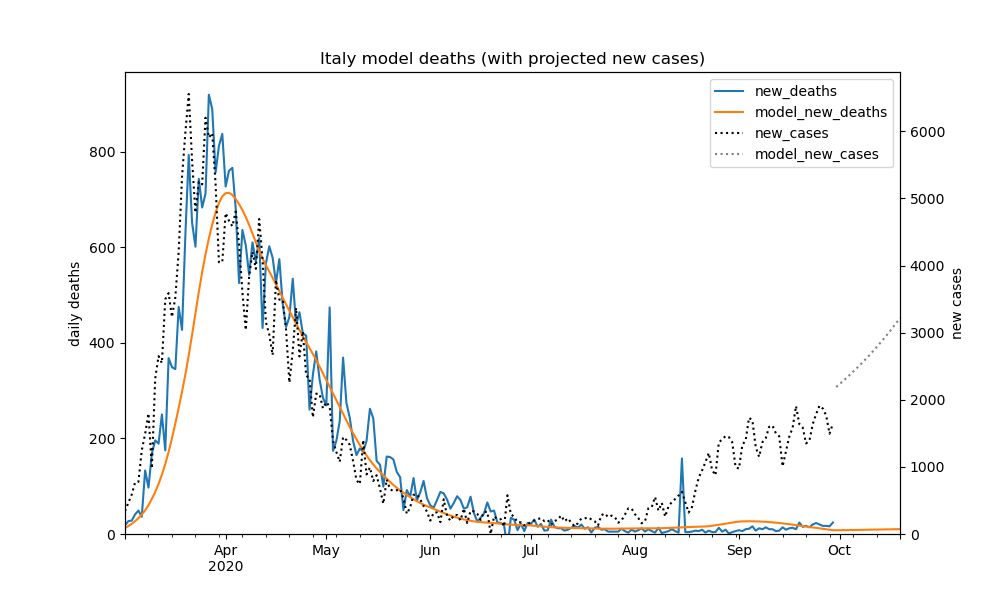 Italy model deaths (with projected new cases)
new_deaths
model_new_deaths
new_cases
model_new_cases
daily deaths
800
600
400
200
0
6000
5000
4000
3000
2000
1000
0
new cases
Apr
2020
May
Jun
Jul
Aug
Sep
Oct